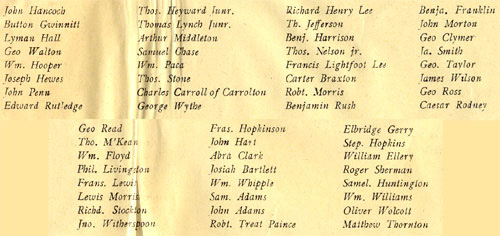 John Hancoch Thos. Heyward Junr. Richard Henry Lee Benja. Franklin
Button Gwinnitt Thomas Lynch Junr. Th. Jefferson John Morton
Lyman Hall Arthur Middleton Benj. Harrison Geo Clymer
Geo Walton Samuel Chase Thos. Nelson jr. Ja. Smith
Wm. Hooper Wm. Paca Francis Lightfoot Lee Geo. Taylor
Joseph Hewes Thos. Stone Carter Braxton James Wilson
John Penn Charles Carroll of Carrolton Robt. Morris Geo Ross
Edward Rutledge George Wythe Benjamin Rush Caesar Rodney
Geo Read Fras. Hopkinson Elbridge Gerry
Tho. M'Kean John Hart Step. Hopkins
Wm. Floyd Abra Clark William Ellery
Phil. Livingston Josiah Bartlett Roger Sherman
Frans. Lewis Wm. Whipple Samel. Huntington
Lewis Morris Sam. Adams Wm. Williams
Richd. Stockton John Adams Oliver Wolcott
Jno. Witherspoon Robt. Treat Paince Matthew Thornton